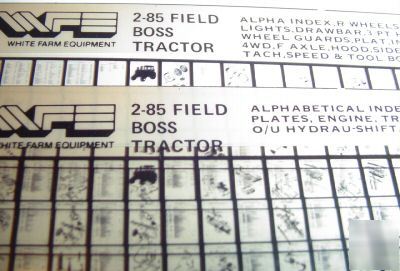 WFE
WHITE FARM EQUIPMENT
2-85 FIELD
BOSS
TRACTOR
ALPHA INDEX, R WHEELS
LIGHTS, DRAWBAR, 3 PT. H
WHEEL GUARDS, PLAT, IN
4WD, F AXLE, HOOD, SIDE
TACH, SPEED & TOOL BO
WFE
WHITE FARM EQUIPMENT
2-85 FIELD
BOSS
TRACTOR
ALPHABETICAL INDE
PLATES, ENGINE, TR
O/U HYDRAU-SHIFT,